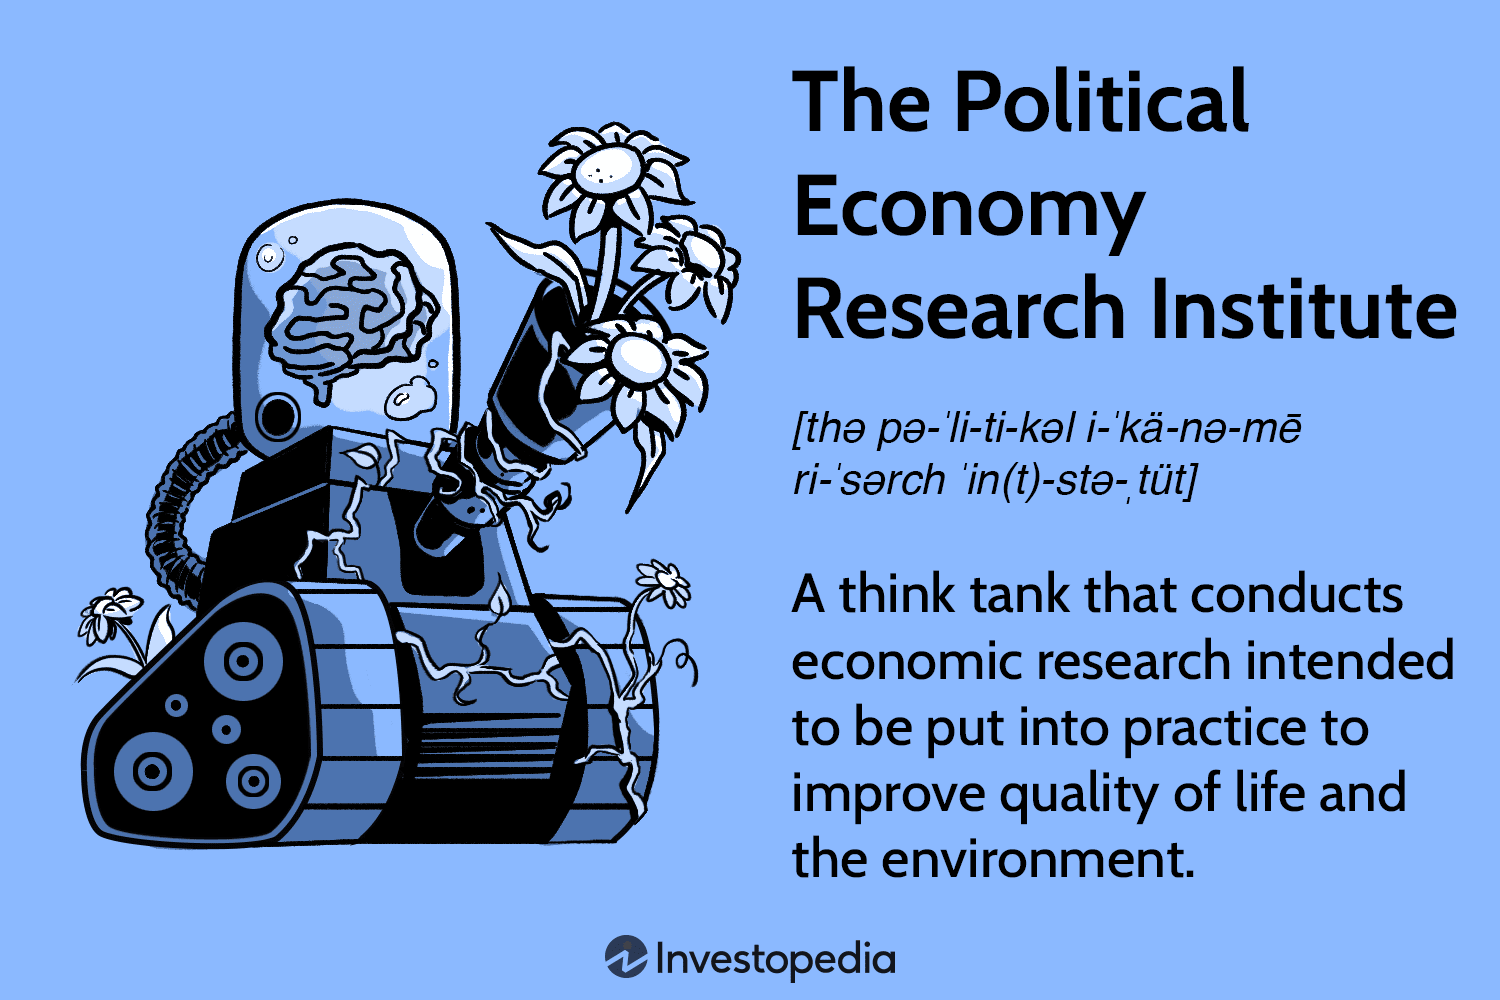 The Political
Economy
Research Institute
[thə pə-ˈli-ti-kəl i-ˈkä-nə-mē
ri-ˈsərch ˈin(t)-stə-ˌtüt]
A think tank that conducts
economic research intended
to be put into practice to
improve quality of life and
the environment.
Investopedia